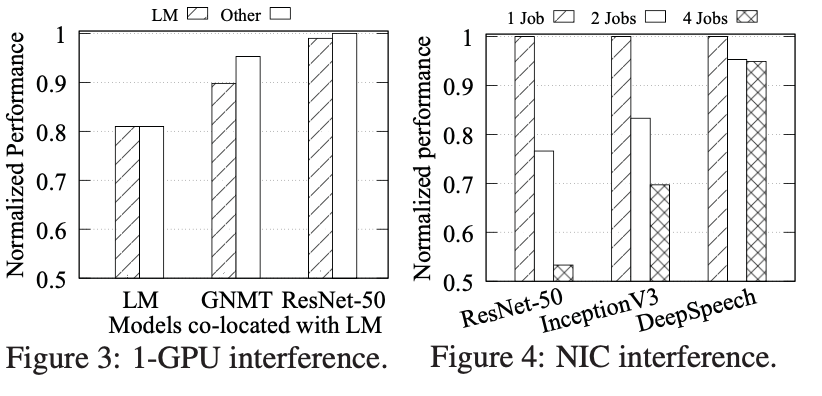 LM Other
Normalized Performance
1
0.9
0.8
0.7
0.6
0.5
LM GNMT ResNet-50
Models co-located with LM
Figure 3: 1-GPU interference.
1 Job 2 Jobs 4 Jobs
Normalized performance
1
0.9
0.8
0.7
0.6
0.5
ResNet-50 InceptionV3 DeepSpeech
Figure 4: NIC interference.